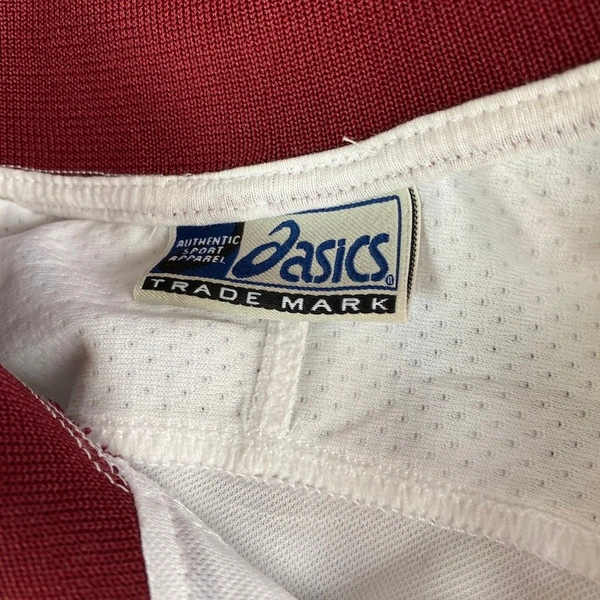 AUTHENTIC
SPORT
APPAREL
asics®
TRADE MARK